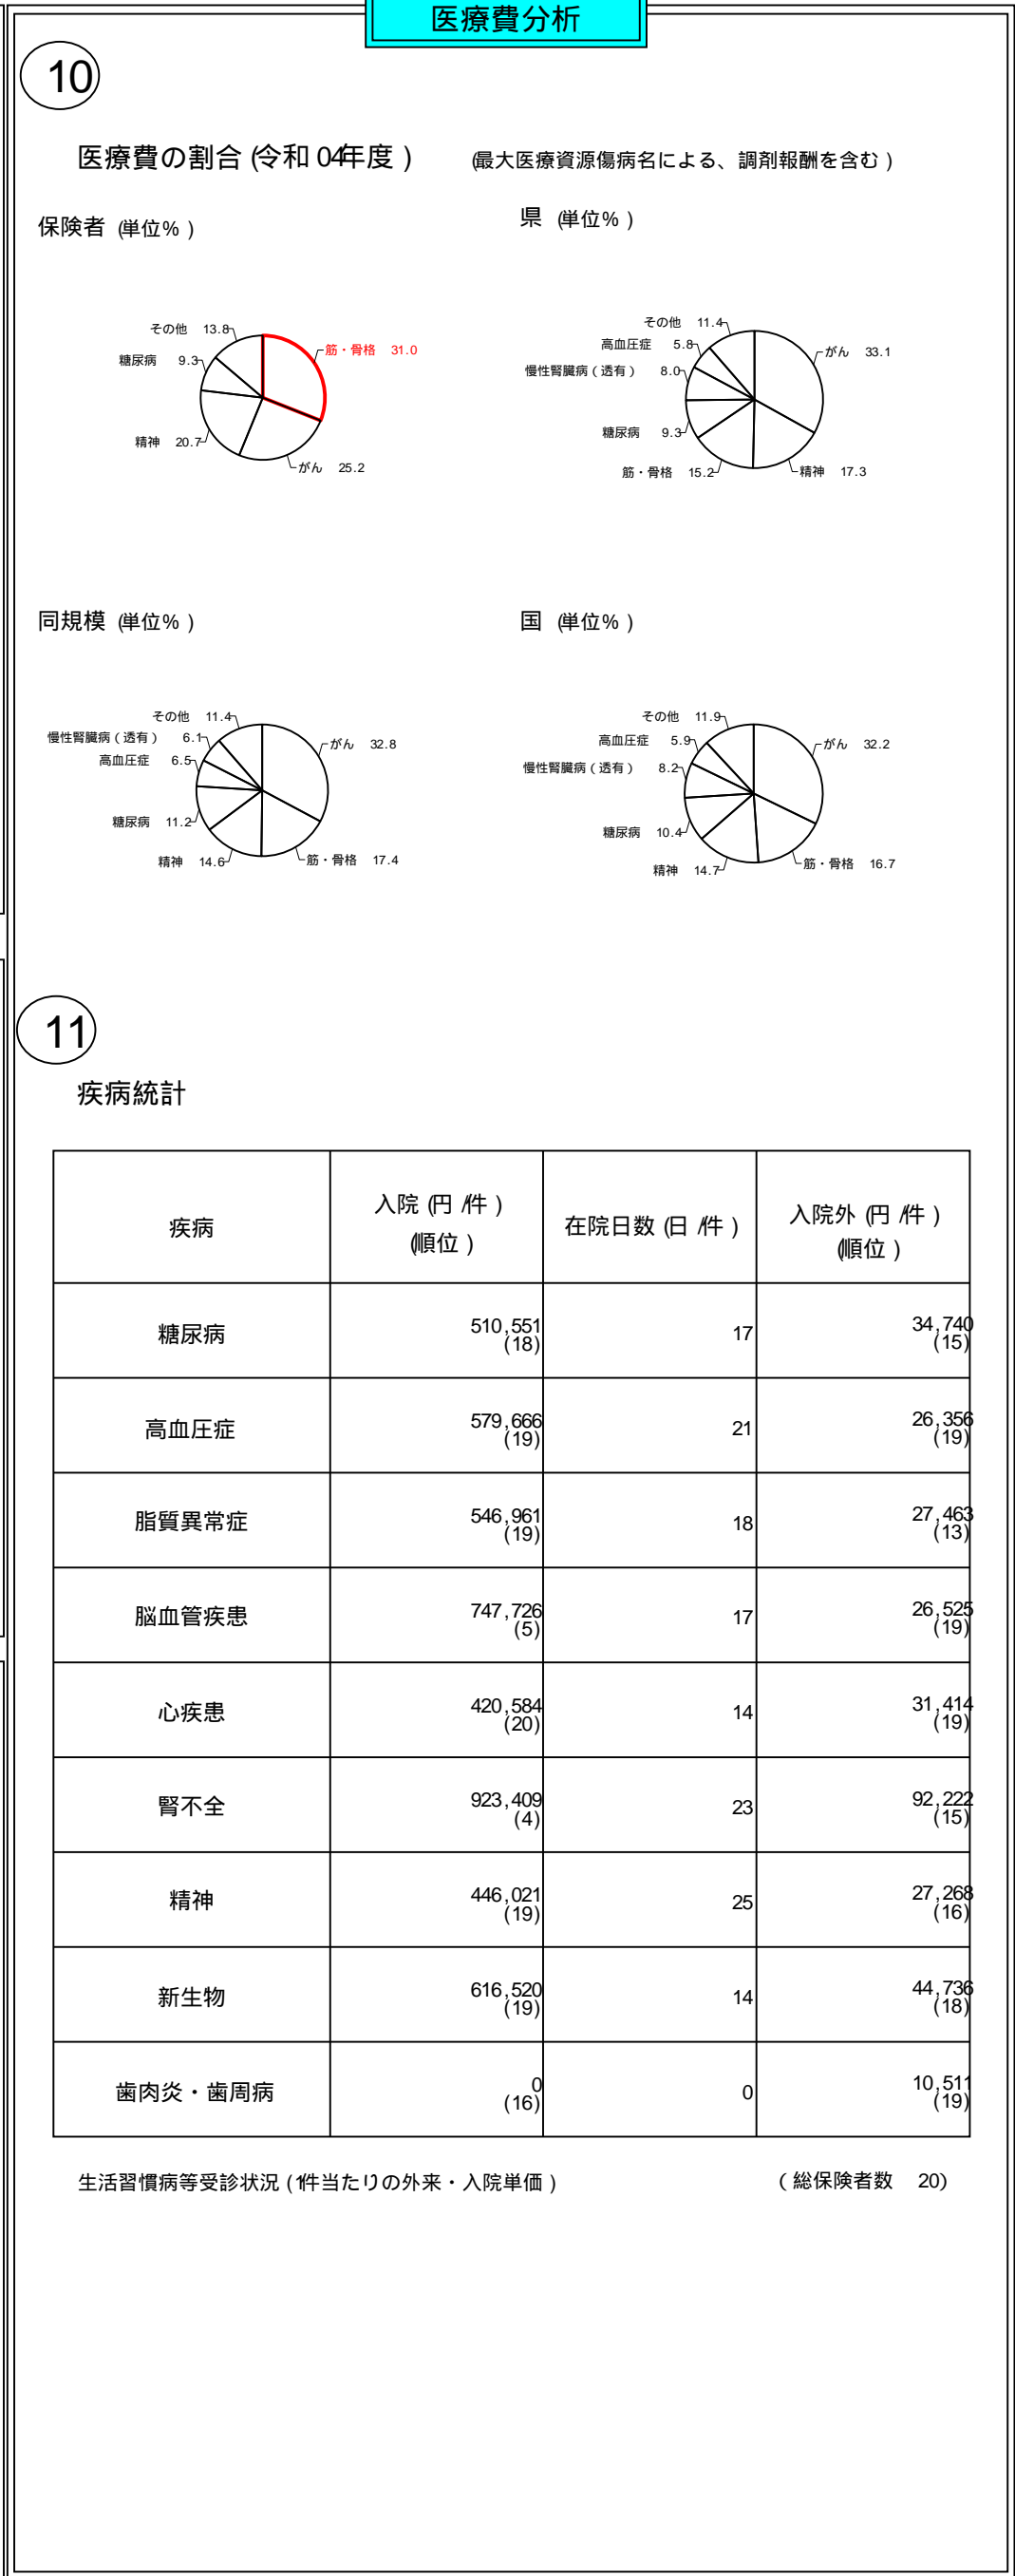 医療費分析
10
医療費の割合 (令和04年度) (最大医療資源傷病名による、調剤報酬を含む)
保険者 (単位%)
その他 13.8
糖尿病 9.3
精神 20.7
筋・骨格 31.0
がん 25.2
県 (単位%)
その他 11.4
高血圧症 5.8
慢性腎臓病(透有) 8.0
糖尿病 9.3
筋・骨格 15.2
がん 33.1
精神 17.3
同規模 (単位%)
その他 11.4
慢性腎臓病(透有) 6.1
高血圧症 6.5
糖尿病 11.2
精神 14.6
がん 32.8
筋・骨格 17.4
国 (単位%)
その他 11.9
高血圧症 5.9
慢性腎臓病(透有) 8.2
糖尿病 10.4
精神 14.7
がん 32.2
筋・骨格 16.7
11
疾病統計
疾病 入院(円/件) 在院日数(日/件) 入院外(円/件)
(順位) (順位)
糖尿病 510,551 17 34,740
(18) (15)
高血圧症 579,666 21 26,356
(19) (19)
脂質異常症 546,961 18 27,463
(19) (13)
脳血管疾患 747,726 17 26,525
(5) (19)
心疾患 420,584 14 31,414
(20) (19)
腎不全 923,409 23 92,222
(4) (15)
精神 446,021 25 27,268
(19) (16)
新生物 616,520 14 44,736
(19) (18)
歯肉炎・歯周病 0 0 10,511
(16) (19)
生活習慣病等受診状況(1件当たりの外来・入院単価) (総保険者数 20)